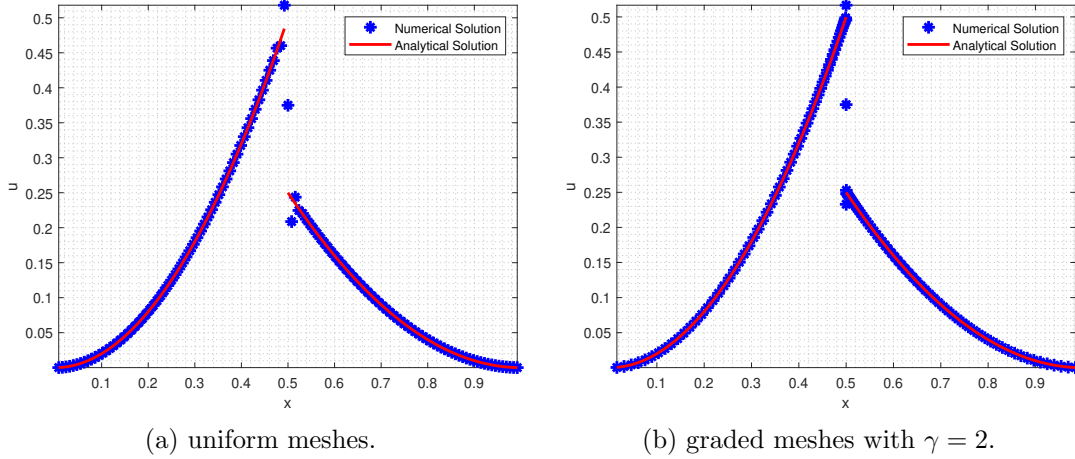 0.5
0.45
0.4
0.35
0.3
0.25
0.2
0.15
0.1
0.05
u
0.1 0.2 0.3 0.4 0.5 0.6 0.7 0.8 0.9
x
Numerical Solution
Analytical Solution
(a) uniform meshes.
0.5
0.45
0.4
0.35
0.3
0.25
0.2
0.15
0.1
0.05
u
0.1 0.2 0.3 0.4 0.5 0.6 0.7 0.8 0.9
x
Numerical Solution
Analytical Solution
(b) graded meshes with γ = 2.